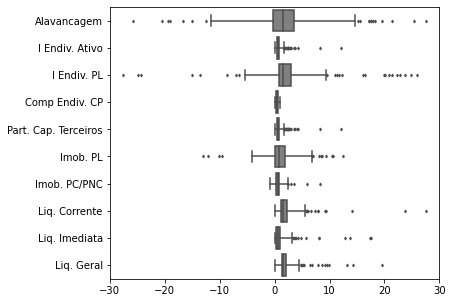 Alavancagem
I Endiv. Ativo
I Endiv. PL
Comp Endiv. CP
Part. Cap. Terceiros
Imob. PL
Imob. PC/PNC
Liq. Corrente
Liq. Imediata
Liq. Geral
−30 −20 −10 0 10 20 30